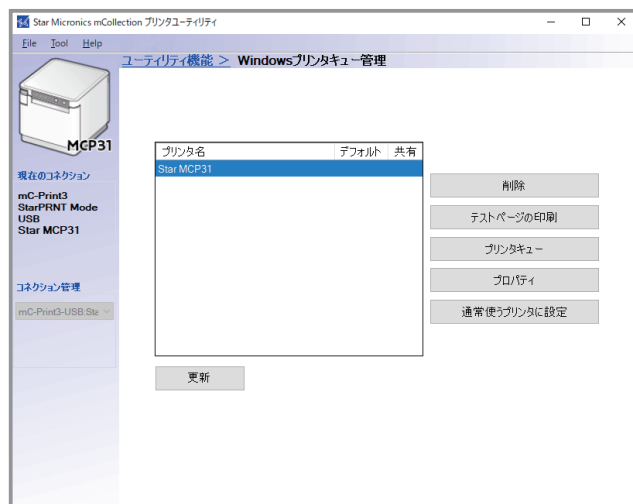 Star Micronics mCollection プリンタユーティリティ
File Tool Help
ユーティリティ機能 > Windowsプリンタキュー管理
MCP31
現在のコネクション
mC-Print3
StarPRNT Mode
USB
Star MCP31
コネクション管理
mC-Print3-USB:Sta
プリンタ名 デフォルト 共有
Star MCP31
削除
テストページの印刷
プリンタキュー
プロパティ
通常使うプリンタに設定
更新